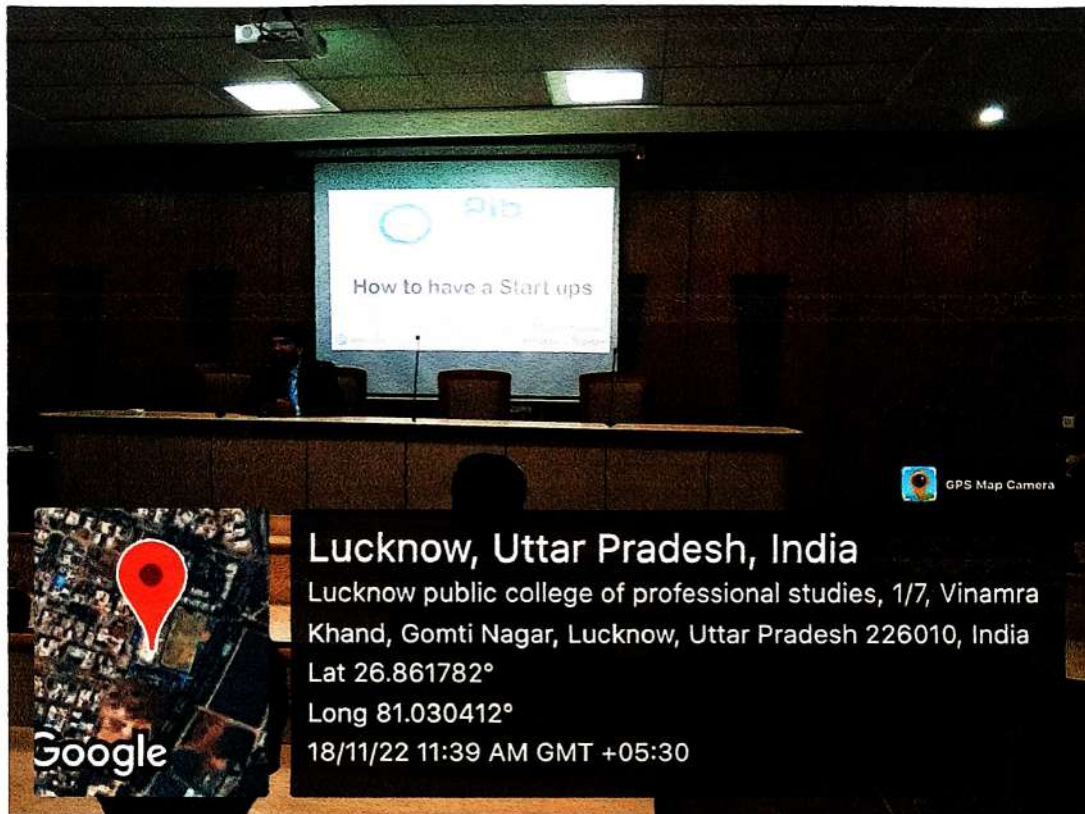 How to have a Start ups
GPS Map Camera
Lucknow, Uttar Pradesh, India
Lucknow public college of professional studies, 1/7, Vinamra
Khand, Gomti Nagar, Lucknow, Uttar Pradesh 226010, India
Lat 26.861782°
Long 81.030412°
18/11/22 11:39 AM GMT +05:30
Google